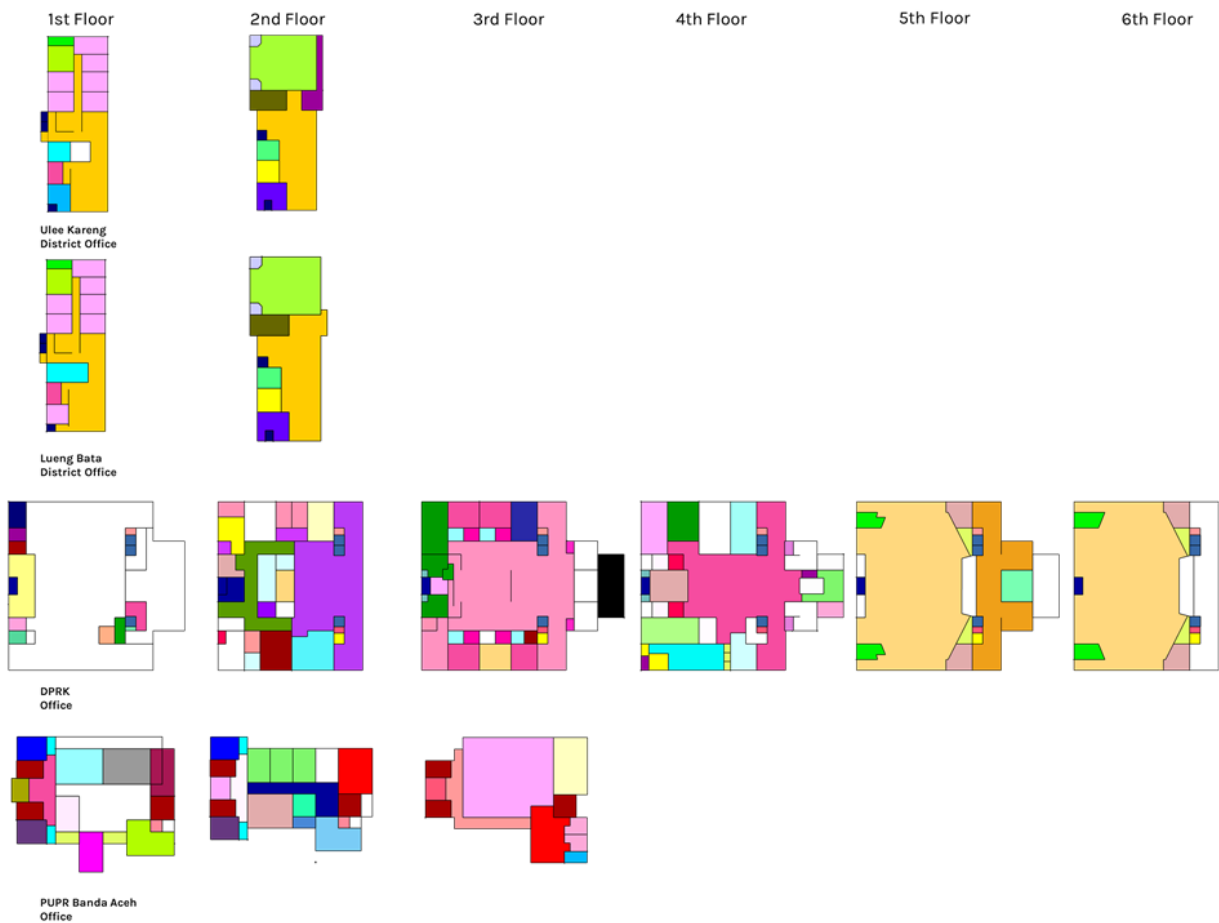 1st Floor 2nd Floor 3rd Floor 4th Floor 5th Floor 6th Floor
Ulee Kareng
District Office
Lueng Bata
District Office
DPRK
Office
PUPR Banda Aceh
Office